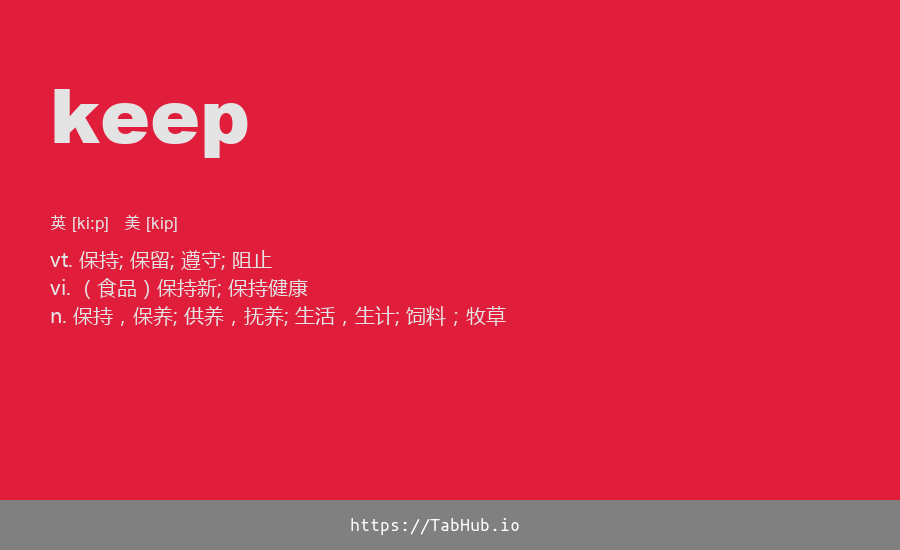 keep
英 [ki:p] 美 [kip]
vt. 保持; 保留; 遵守; 阻止
vi. （食品）保持新; 保持健康
n. 保持，保养; 供养，抚养; 生活，生计; 饲料；牧草
https://TabHub.io